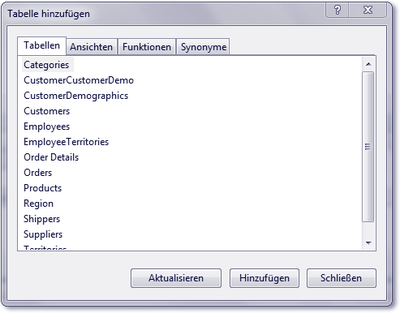 Tabelle hinzufügen
Tabellen Ansichten Funktionen Synonyme
Categories
CustomerCustomerDemo
CustomerDemographics
Customers
Employees
EmployeeTerritories
Order Details
Orders
Products
Region
Shippers
Suppliers
Territories
Aktualisieren Hinzufügen Schließen